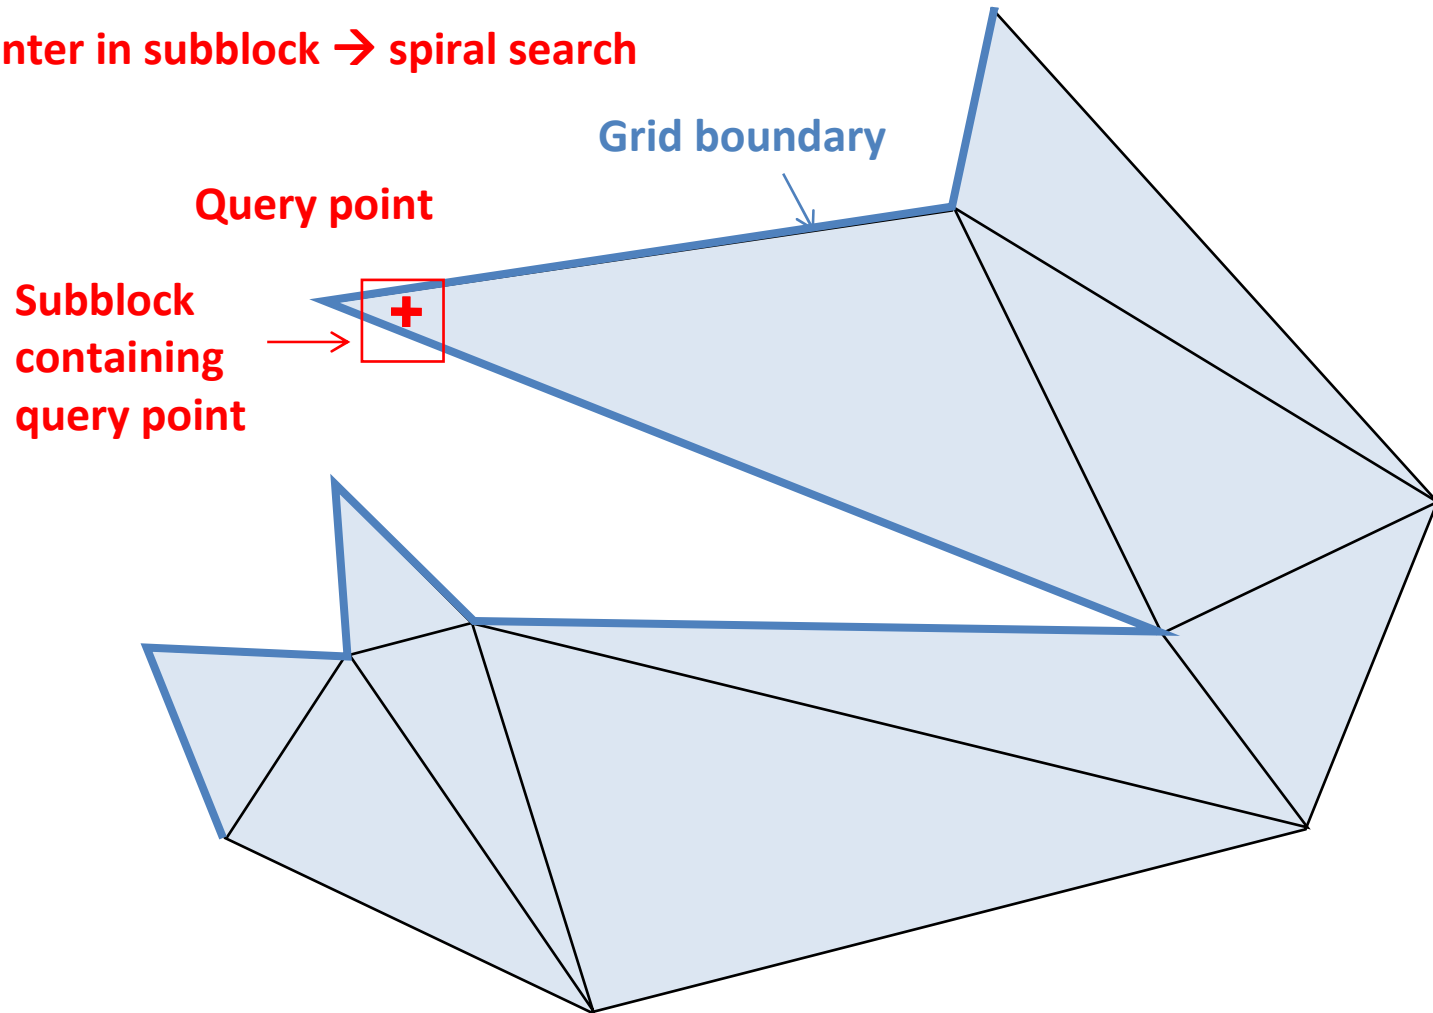 nter in subblock → spiral search
Grid boundary
Query point
Subblock
containing
query point